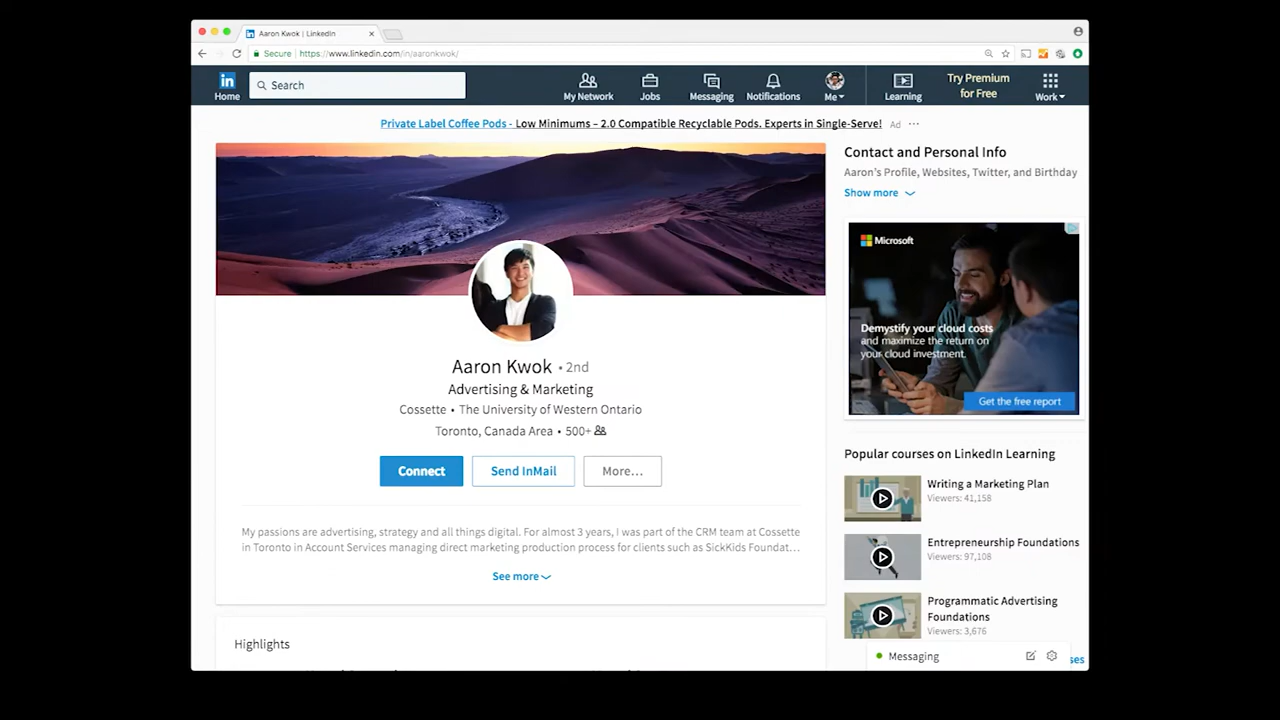 Aaron Kwok | LinkedIn
Secure https://www.linkedin.com/in/aaronkwok/
in
Home
Search
My Network
Jobs
Messaging
Notifications
Me
Learning
Try Premium
for Free
Work
Private Label Coffee Pods - Low Minimums – 2.0 Compatible Recyclable Pods. Experts in Single-Serve! Ad ···
Aaron Kwok • 2nd
Advertising & Marketing
Cossette • The University of Western Ontario
Toronto, Canada Area • 500+
Connect
Send InMail
More...
My passions are advertising, strategy and all things digital. For almost 3 years, I was part of the CRM team at Cossette
in Toronto in Account Services managing direct marketing production process for clients such as SickKids Foundat...
See more
Highlights
Contact and Personal Info
Aaron's Profile, Websites, Twitter, and Birthday
Show more
Microsoft
Demystify your cloud costs
and maximize the return on
your cloud investment.
Get the free report
Popular courses on LinkedIn Learning
Writing a Marketing Plan
Viewers: 41,158
Entrepreneurship Foundations
Viewers: 97,108
Programmatic Advertising
Foundations
Viewers: 3,676
Messaging